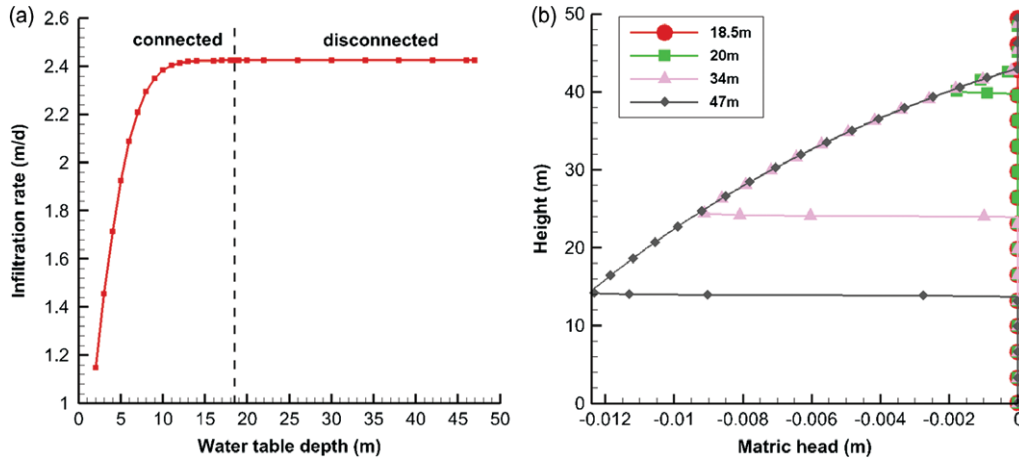 (a)
2.6
2.4
2.2
2
1.8
1.6
1.4
1.2
1
Infiltration rate (m/d)
connected
disconnected
0 5 10 15 20 25 30 35 40 45 50
Water table depth (m)
(b)
50
40
30
20
10
0
Height (m)
18.5m
20m
34m
47m
-0.012 -0.01 -0.008 -0.006 -0.004 -0.002 0
Matric head (m)